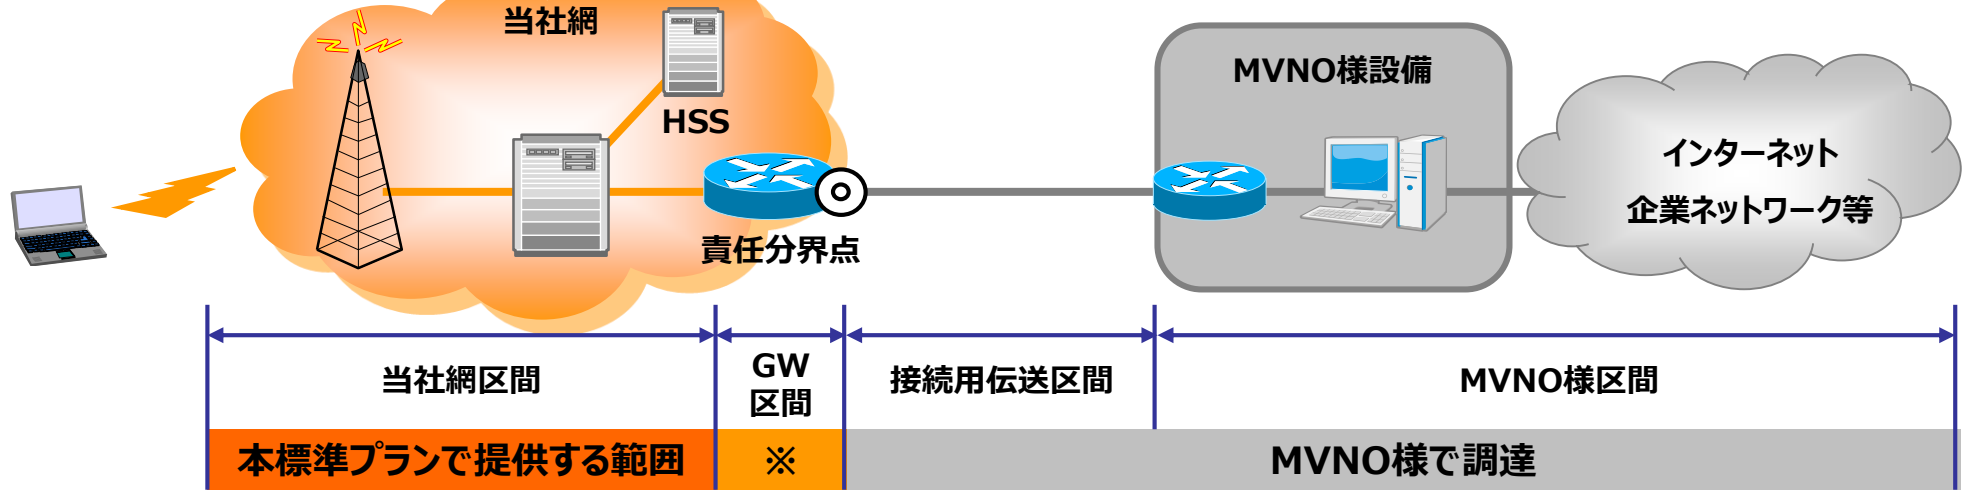 当社網
MVNO様設備
HSS
インターネット
企業ネットワーク等
責任分界点
当社網区間
GW
区間
接続用伝送区間
MVNO様区間
本標準プランで提供する範囲
※
MVNO様で調達